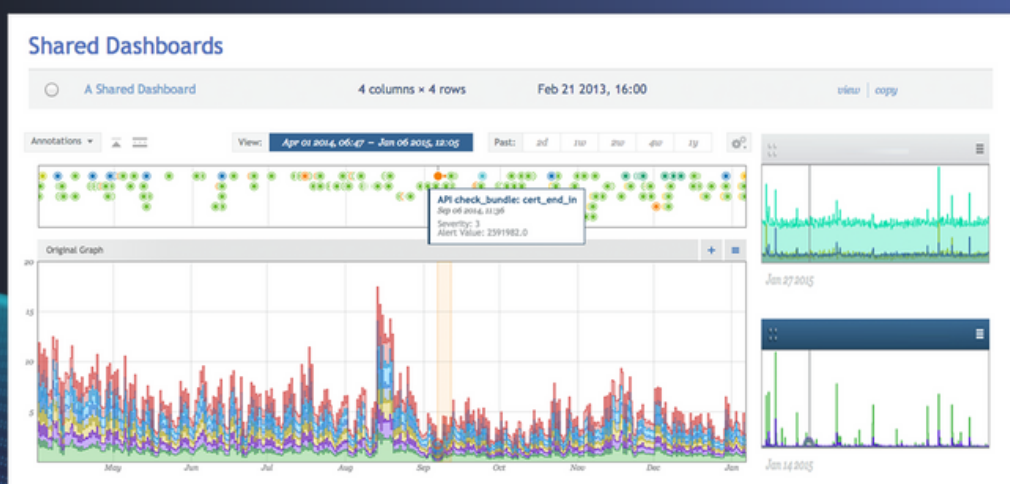 Shared Dashboards
A Shared Dashboard 4 columns × 4 rows Feb 21 2013, 16:00 view | copy
Annotations View: Apr 01 2014, 06:47 – Jan 06 2015, 12:05 Past: 2d 1w 2w 4w 1y
API check_bundle: cert_end_in
Sep 06 2014, 11:36
Severity: 3
Alert Value: 2591982.0
Original Graph
20
15
10
5
May Jun Jul Aug Sep Oct Nov Dec Jan
Jan 27 2015
Jan 14 2015